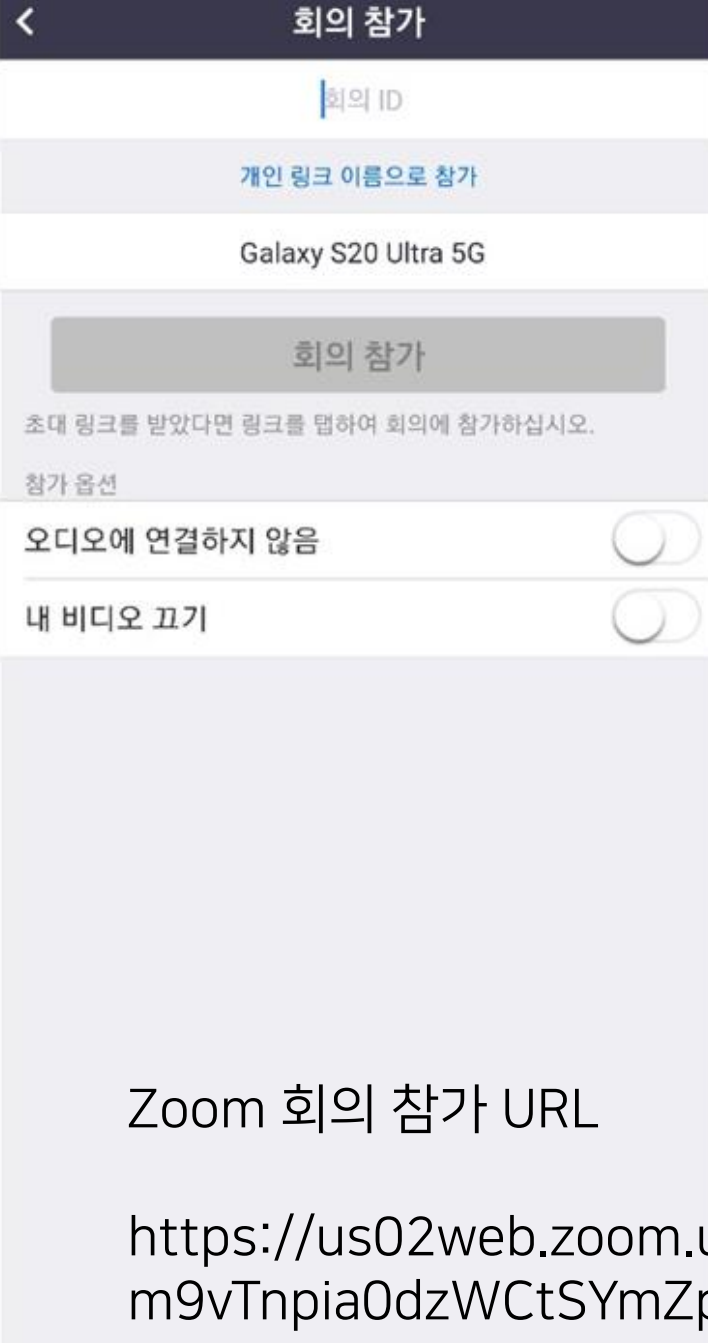 회의 참가
회의 ID
개인 링크 이름으로 참가
Galaxy S20 Ultra 5G
회의 참가
초대 링크를 받았다면 링크를 탭하여 회의에 참가하십시오.
참가 옵션
오디오에 연결하지 않음
내 비디오 끄기
Zoom 회의 참가 URL
https://us02web.zoom.u
m9vTnpia0dzWCtSYmZp